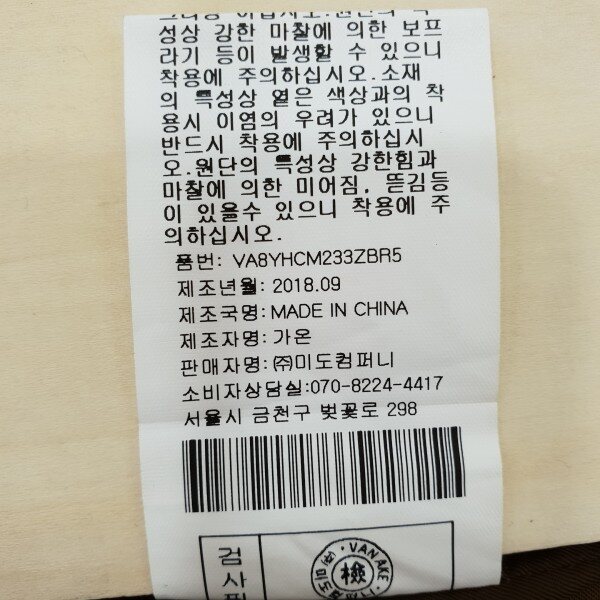 성상 강한 마찰에 의한 보프
라기 등이 발생할 수 있으니
착용에 주의하십시오.소재
의 특성상 옅은 색상과의 착
용시 이염의 우려가 있으니
반드시 착용에 주의하십시
오.원단의 특성상 강한힘과
마찰에 의한 미어짐, 뜯김등
이 있을수 있으니 착용에 주
의하십시오.
품번: VA8YHCM233ZBR5
제조년월: 2018.09
제조국명: MADE IN CHINA
제조자명: 가온
판매자명: ㈜미도컴퍼니
소비자상담실:070-8224-4417
서울시 금천구 벚꽃로 298
검사
檢
VAN AKE